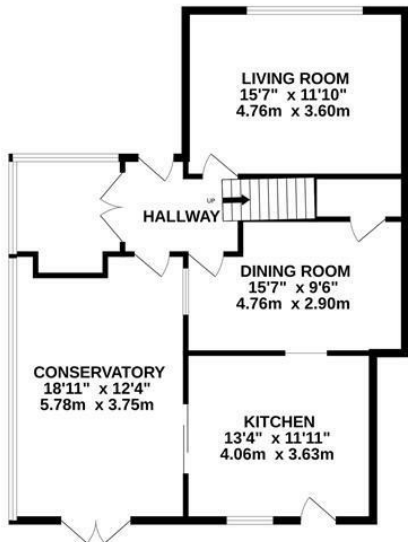 LIVING ROOM
15'7" x 11'10"
4.76m x 3.60m
UP
HALLWAY
DINING ROOM
15'7" x 9'6"
4.76m x 2.90m
CONSERVATORY
18'11" x 12'4"
5.78m x 3.75m
KITCHEN
13'4" x 11'11"
4.06m x 3.63m